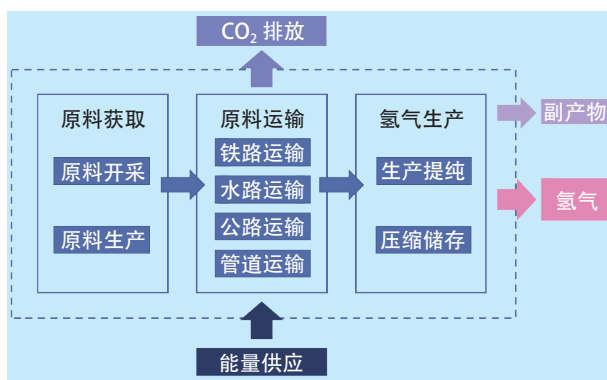 CO₂ 排放
原料获取
原料开采
原料生产
原料运输
铁路运输
水路运输
公路运输
管道运输
氢气生产
生产提纯
压缩储存
副产物
氢气
能量供应